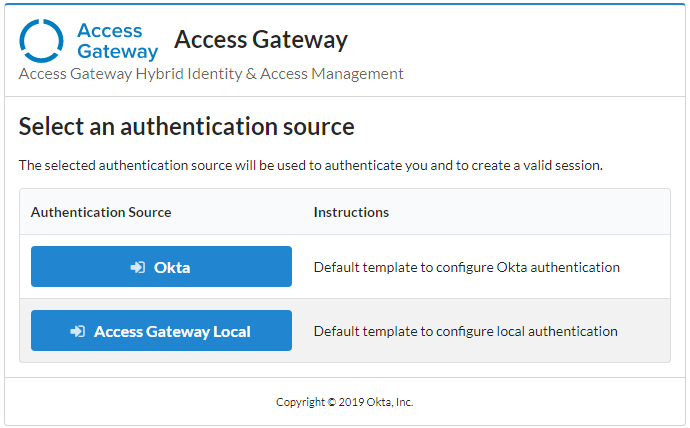 Access
Gateway
Access Gateway
Access Gateway Hybrid Identity & Access Management
Select an authentication source
The selected authentication source will be used to authenticate you and to create a valid session.
Authentication Source Instructions
Okta Default template to configure Okta authentication
Access Gateway Local Default template to configure local authentication
Copyright © 2019 Okta, Inc.